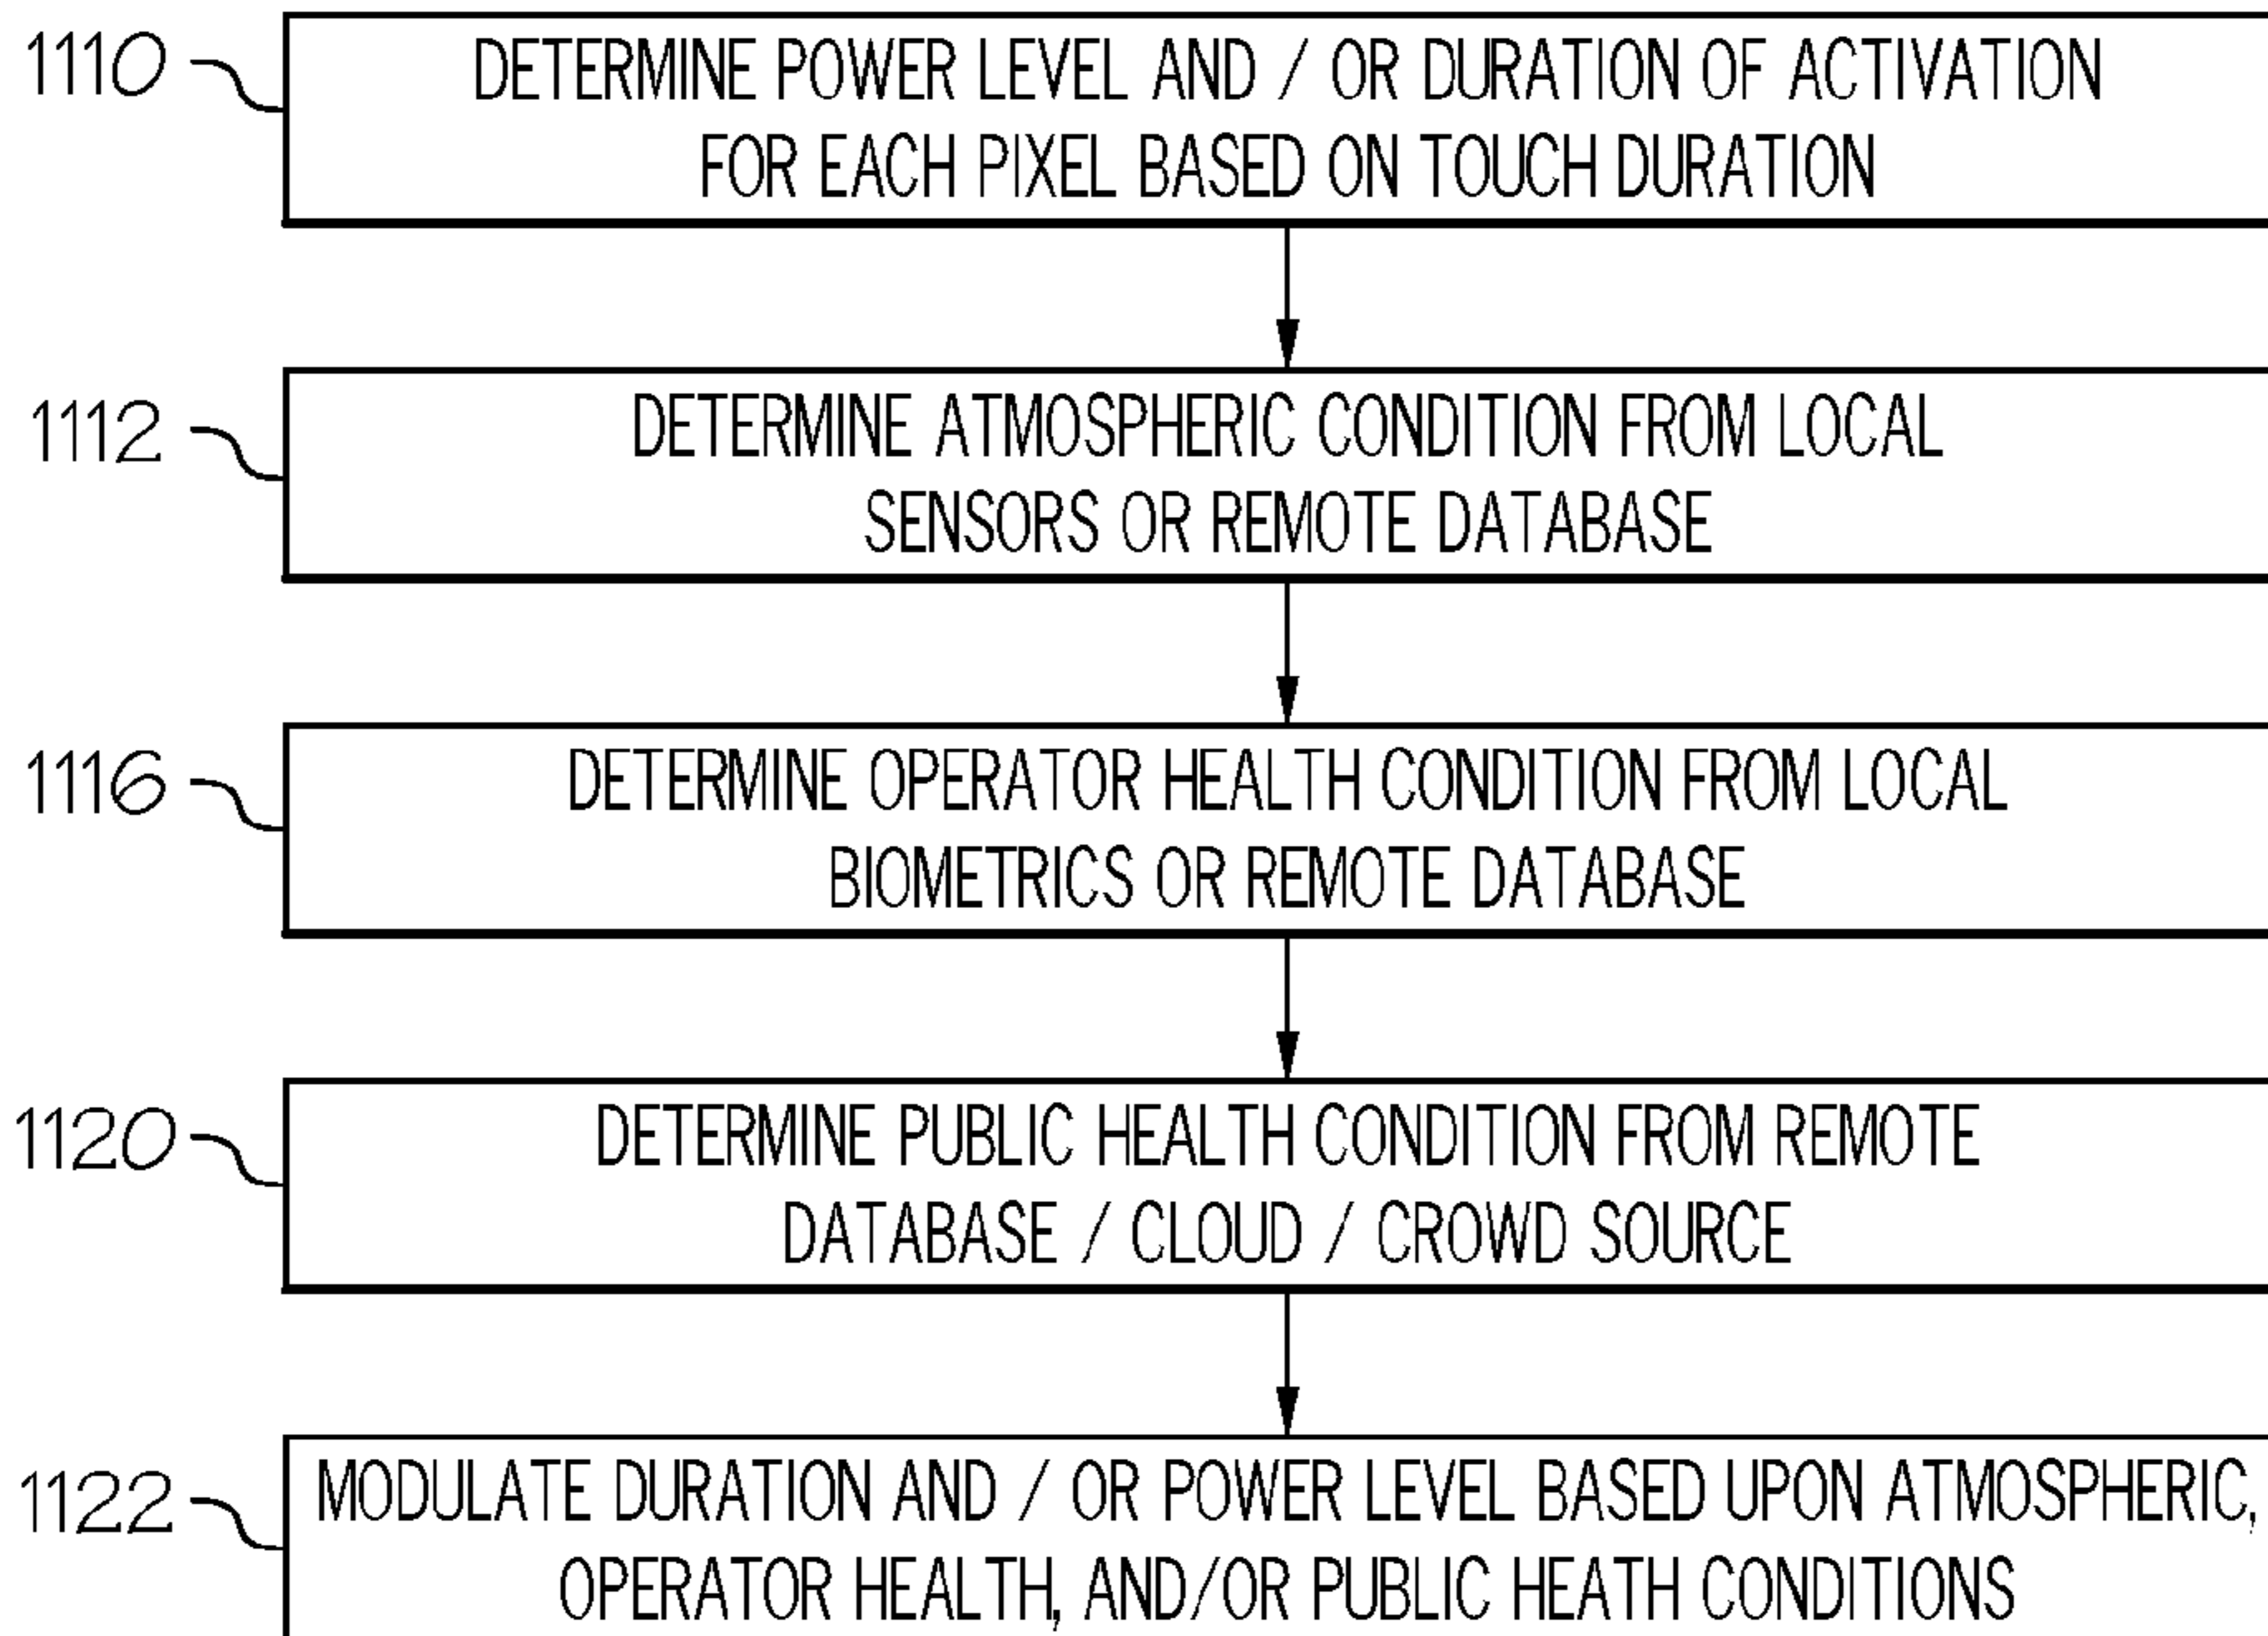 1110
DETERMINE POWER LEVEL AND / OR DURATION OF ACTIVATION
FOR EACH PIXEL BASED ON TOUCH DURATION
1112
DETERMINE ATMOSPHERIC CONDITION FROM LOCAL
SENSORS OR REMOTE DATABASE
1116
DETERMINE OPERATOR HEALTH CONDITION FROM LOCAL
BIOMETRICS OR REMOTE DATABASE
1120
DETERMINE PUBLIC HEALTH CONDITION FROM REMOTE
DATABASE / CLOUD / CROWD SOURCE
1122
MODULATE DURATION AND / OR POWER LEVEL BASED UPON ATMOSPHERIC,
OPERATOR HEALTH, AND/OR PUBLIC HEATH CONDITIONS